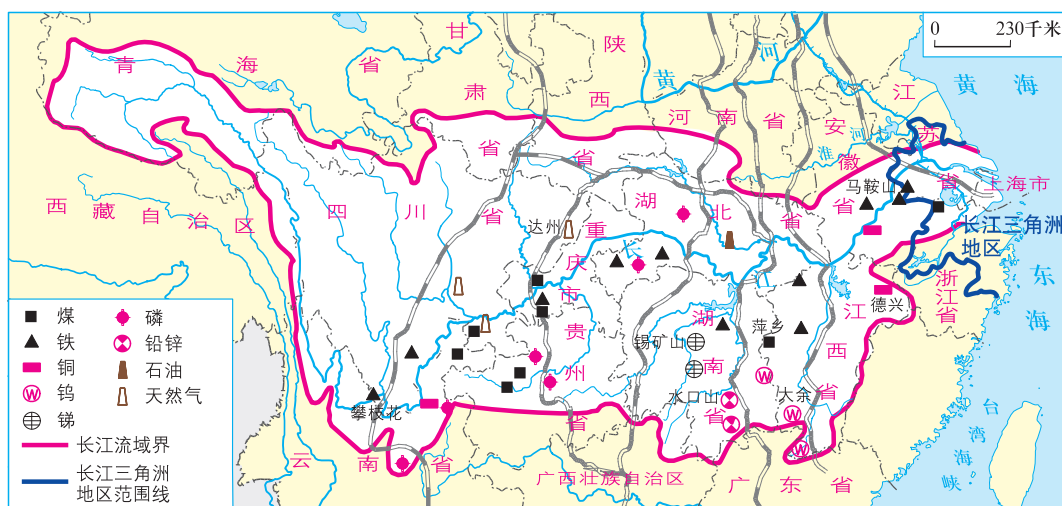 0 230千米
甘
肃
省
陕
西
省
青海省
黄河
河南省
安徽省
淮河
江苏省
黄海
上海市
马鞍山
西藏自治区
四川省
达州
重庆市
湖北省
长江
长江三角洲
地区
浙江省
东海
德兴
江西省
萍乡
湖南省
锡矿山
水口山
大余
贵州省
攀枝花
云南省
广西壮族自治区
广东省
台湾海峡
煤
铁
铜
钨
锑
磷
铅锌
石油
天然气
长江流域界
长江三角洲
地区范围线